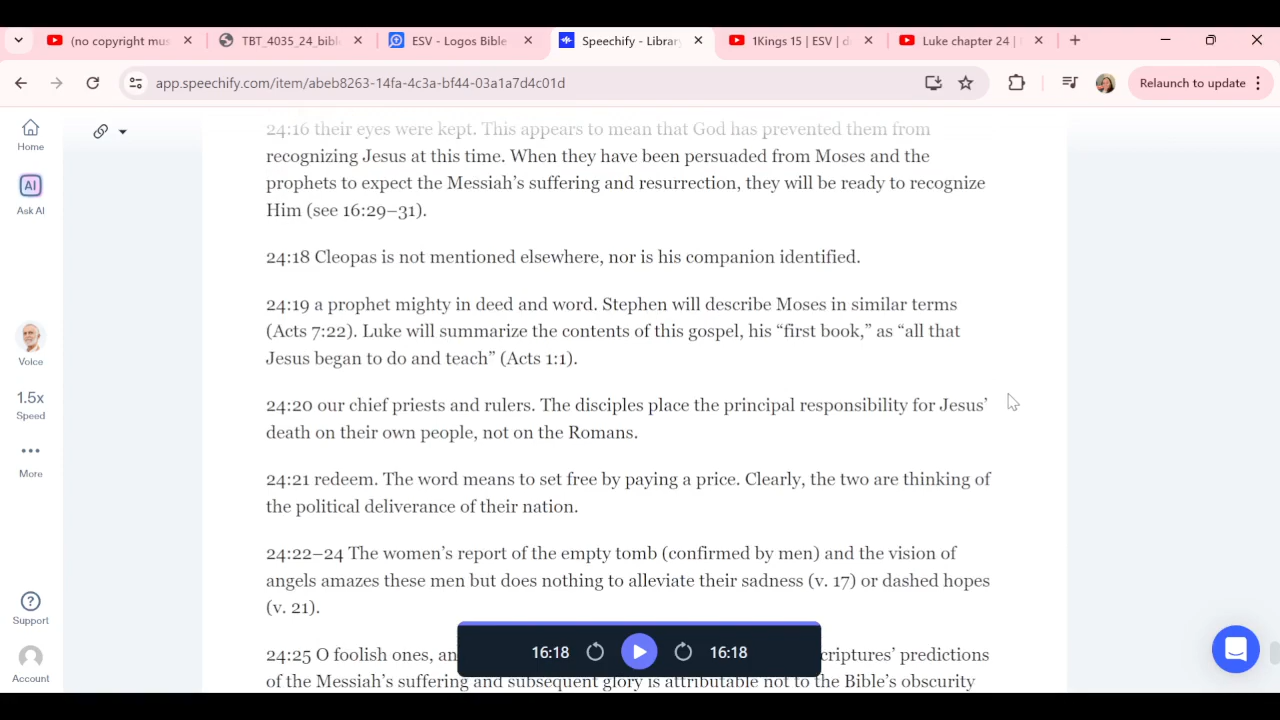 (no copyright mus
TBT_4035_24_bibl
ESV - Logos Bible
Speechify - Library
1Kings 15 | ESV | d
Luke chapter 24 |
app.speechify.com/item/abeb8263-14fa-4c3a-bf44-03a1a7d4c01d
Relaunch to update
Home
AI
Ask AI
Voice
1.5x
Speed
More
Support
Account
24:16 their eyes were kept. This appears to mean that God has prevented them from
recognizing Jesus at this time. When they have been persuaded from Moses and the
prophets to expect the Messiah’s suffering and resurrection, they will be ready to recognize
Him (see 16:29–31).
24:18 Cleopas is not mentioned elsewhere, nor is his companion identified.
24:19 a prophet mighty in deed and word. Stephen will describe Moses in similar terms
(Acts 7:22). Luke will summarize the contents of this gospel, his “first book,” as “all that
Jesus began to do and teach” (Acts 1:1).
24:20 our chief priests and rulers. The disciples place the principal responsibility for Jesus’
death on their own people, not on the Romans.
24:21 redeem. The word means to set free by paying a price. Clearly, the two are thinking of
the political deliverance of their nation.
24:22–24 The women’s report of the empty tomb (confirmed by men) and the vision of
angels amazes these men but does nothing to alleviate their sadness (v. 17) or dashed hopes
(v. 21).
24:25 O foolish ones, an criptures’ predictions
of the Messiah’s suffering and subsequent glory is attributable not to the Bible’s obscurity
16:18
16:18